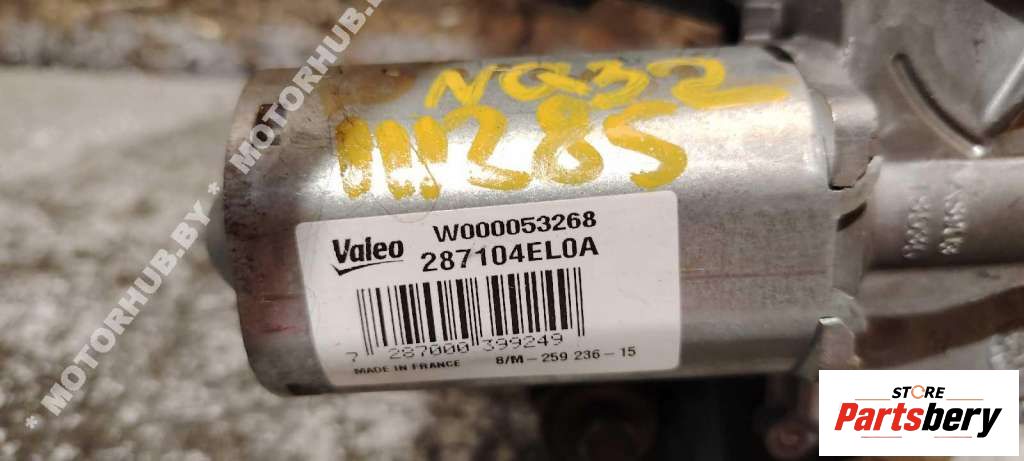 * MOTORHUB.BY * MOTORHUB.BY
NQ32
W000053268
Valeo 287104EL0A
7 287000 399249
MADE IN FRANCE 8/M-259 236-15
STORE
Partsbery